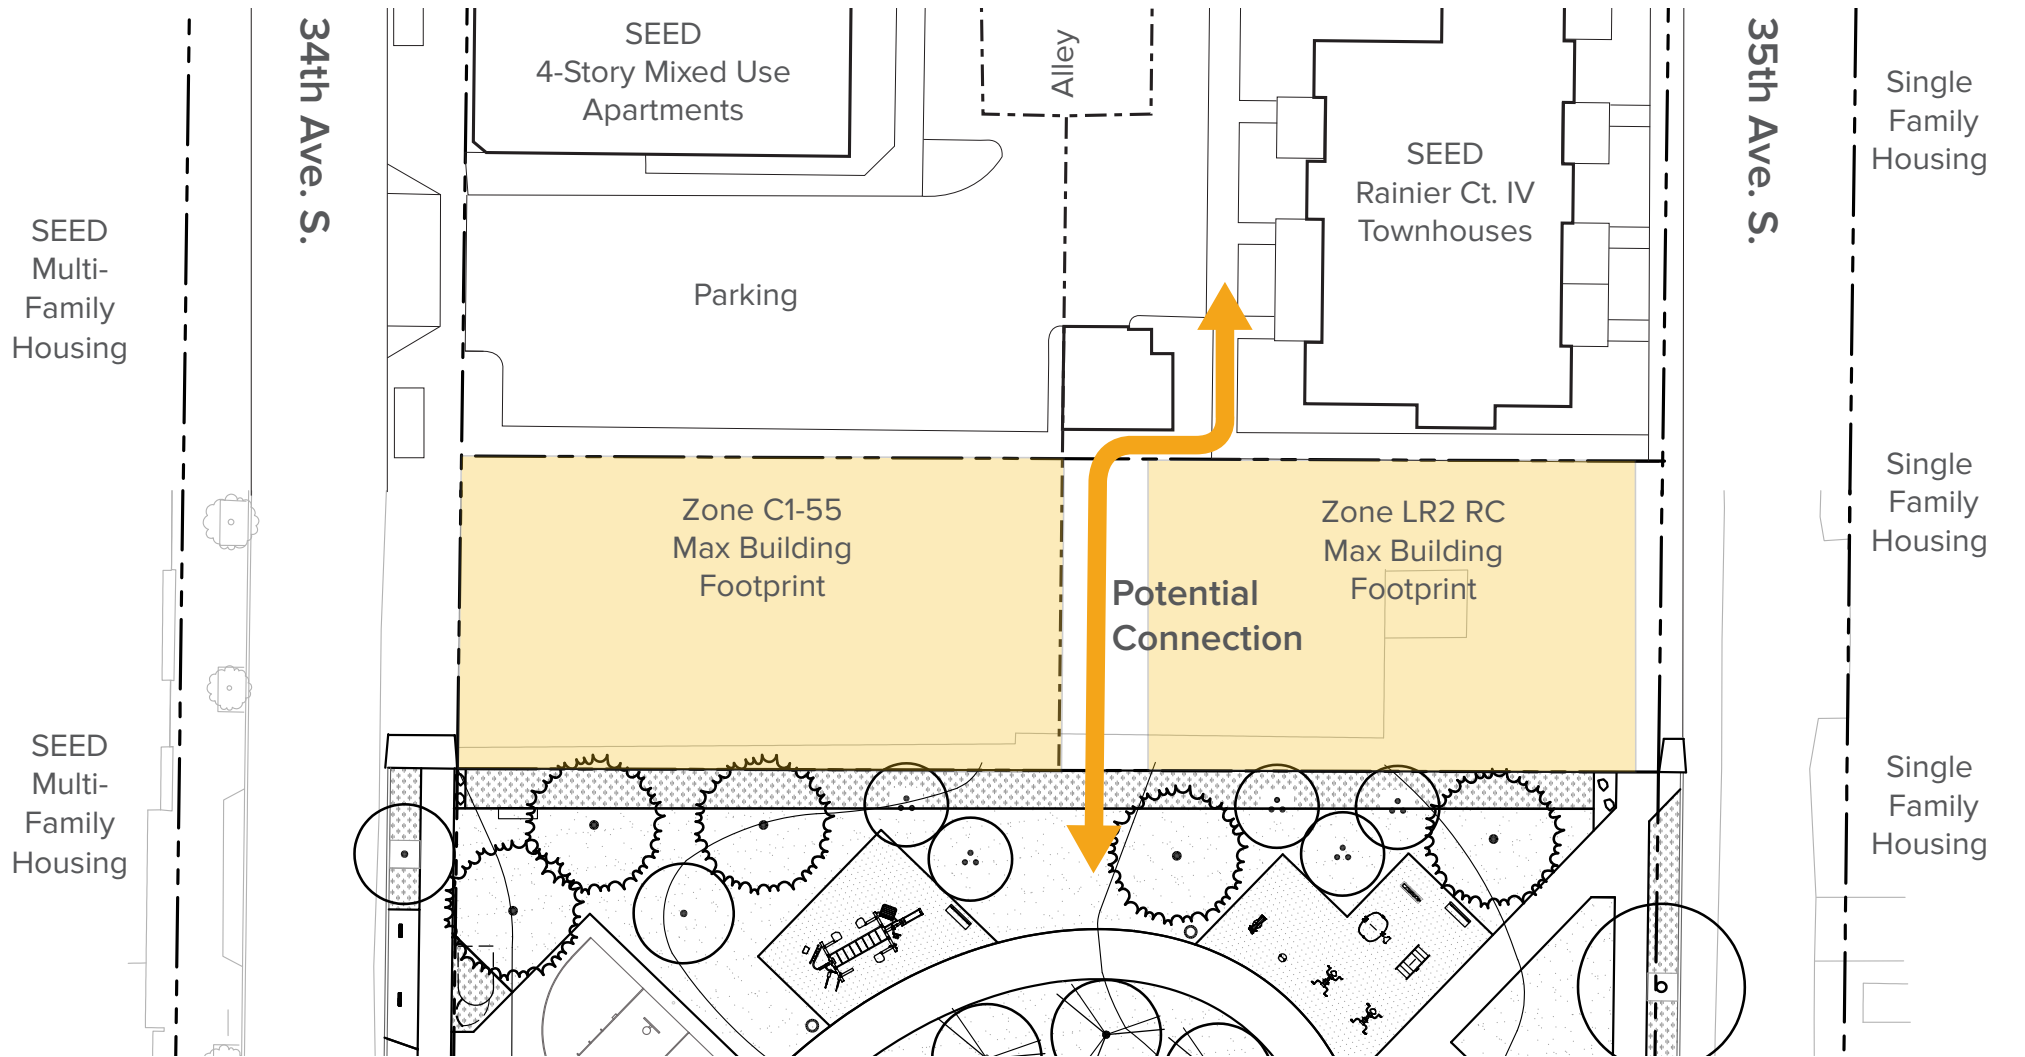 34th Ave. S.
SEED
4-Story Mixed Use
Apartments
Alley
35th Ave. S.
Single
Family
Housing
SEED
Rainier Ct. IV
Townhouses
SEED
Multi-
Family
Housing
Parking
Zone C1-55
Max Building
Footprint
Zone LR2 RC
Max Building
Footprint
Single
Family
Housing
Potential
Connection
SEED
Multi-
Family
Housing
Single
Family
Housing